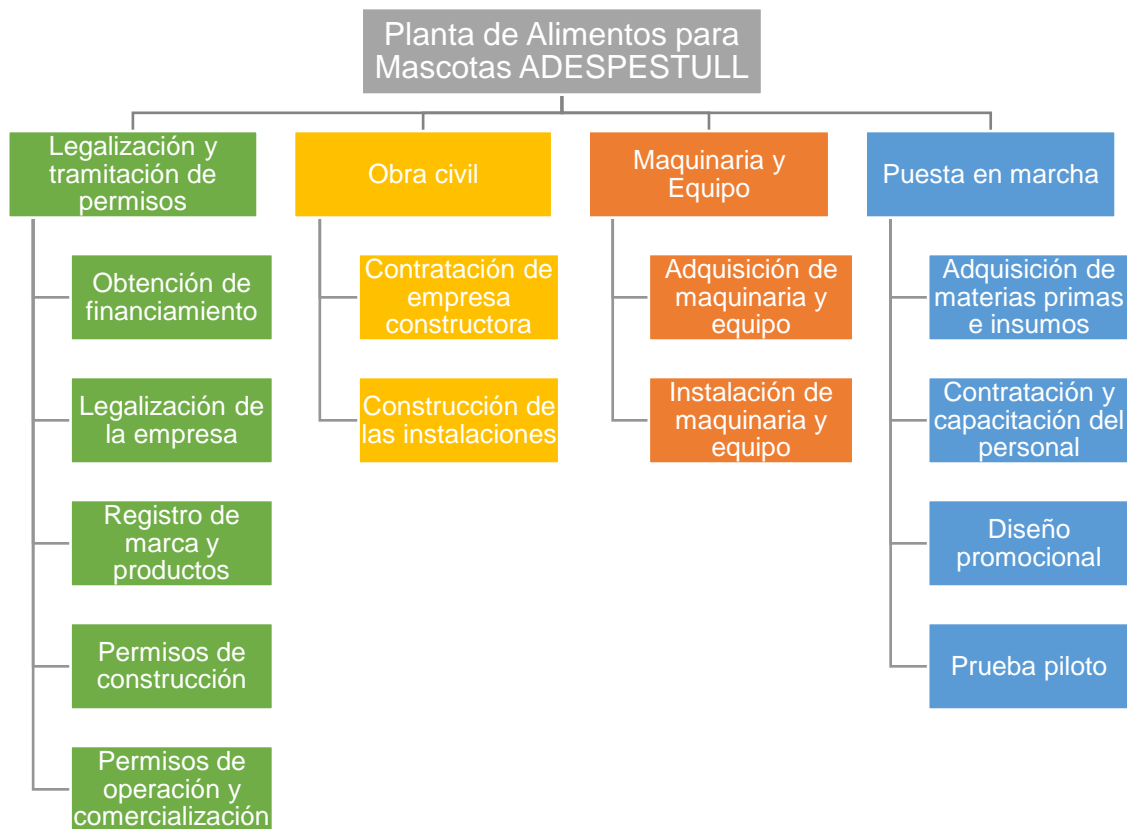 Planta de Alimentos para
Mascotas ADESPESTULL
Legalización y
tramitación de
permisos
Obra civil
Maquinaria y
Equipo
Puesta en marcha
Obtención de
financiamiento
Legalización de
la empresa
Registro de
marca y
productos
Permisos de
construcción
Permisos de
operación y
comercialización
Contratación de
empresa
constructora
Construcción de
las instalaciones
Adquisición de
maquinaria y
equipo
Instalación de
maquinaria y
equipo
Adquisición de
materias primas
e insumos
Contratación y
capacitación del
personal
Diseño
promocional
Prueba piloto